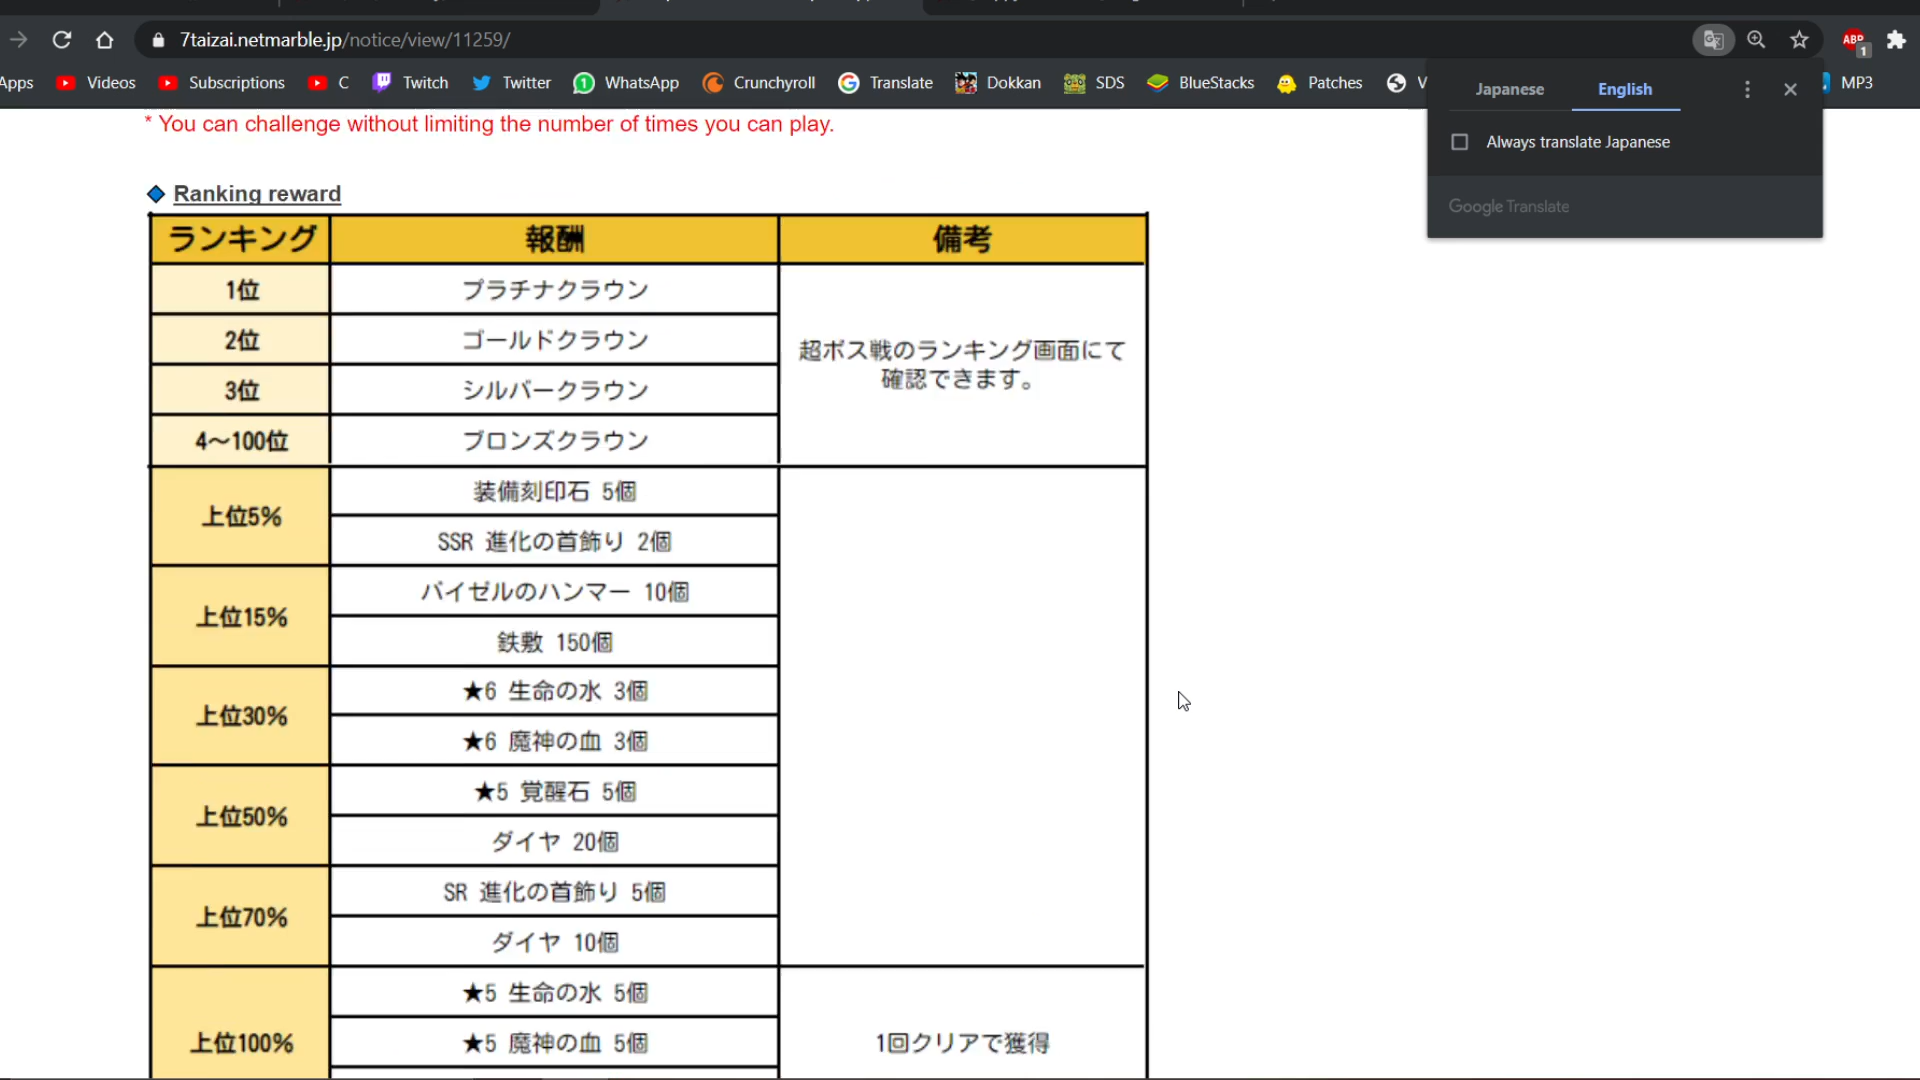 7taizai.netmarble.jp/notice/view/11259/
ABP
1
Apps
Videos
Subscriptions
C
Twitch
Twitter
1
WhatsApp
Crunchyroll
Translate
Dokkan
SDS
BlueStacks
Patches
V
MP3
Japanese
English
Always translate Japanese
Google Translate
* You can challenge without limiting the number of times you can play.
Ranking reward
ランキング 報酬 備考
1位 プラチナクラウン
2位 ゴールドクラウン
超ボス戦のランキング画面にて
確認できます。
3位 シルバークラウン
4～100位 ブロンズクラウン
上位5%
装備刻印石 5個
SSR 進化の首飾り 2個
上位15%
バイゼルのハンマー 10個
鉄敷 150個
上位30%
★6 生命の水 3個
★6 魔神の血 3個
上位50%
★5 覚醒石 5個
ダイヤ 20個
上位70%
SR 進化の首飾り 5個
ダイヤ 10個
上位100%
★5 生命の水 5個
★5 魔神の血 5個
1回クリアで獲得